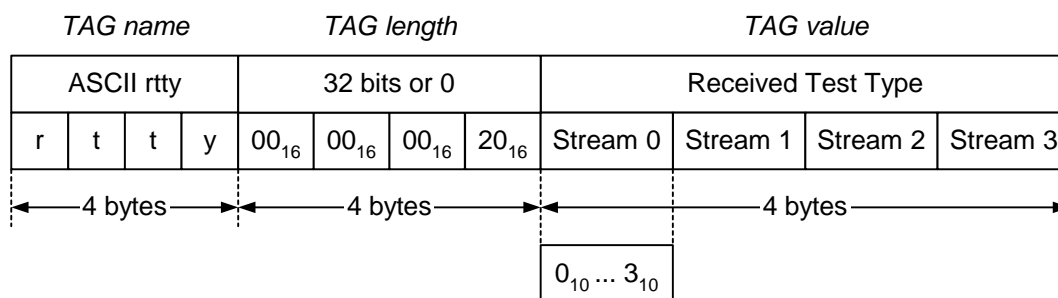 TAG name TAG length TAG value
ASCII rtty 32 bits or 0 Received Test Type
r t t y 00₁₆ 00₁₆ 00₁₆ 20₁₆ Stream 0 Stream 1 Stream 2 Stream 3
4 bytes 4 bytes 4 bytes
0₁₀ ... 3₁₀